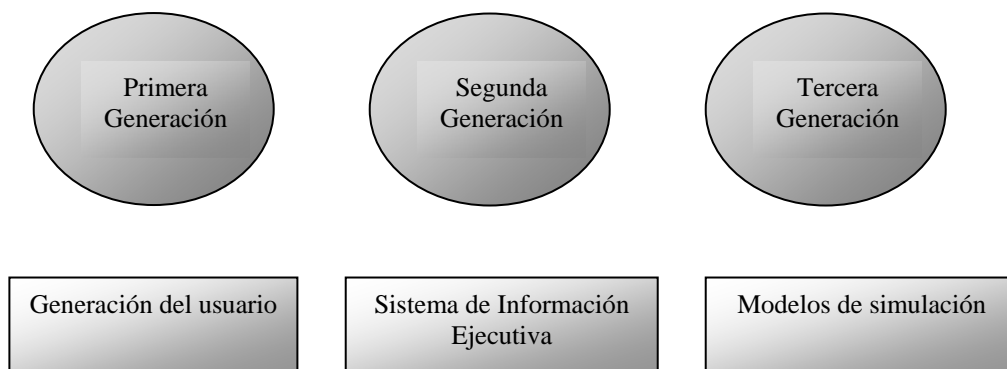 Primera
Generación
Segunda
Generación
Tercera
Generación
Generación del usuario
Sistema de Información
Ejecutiva
Modelos de simulación